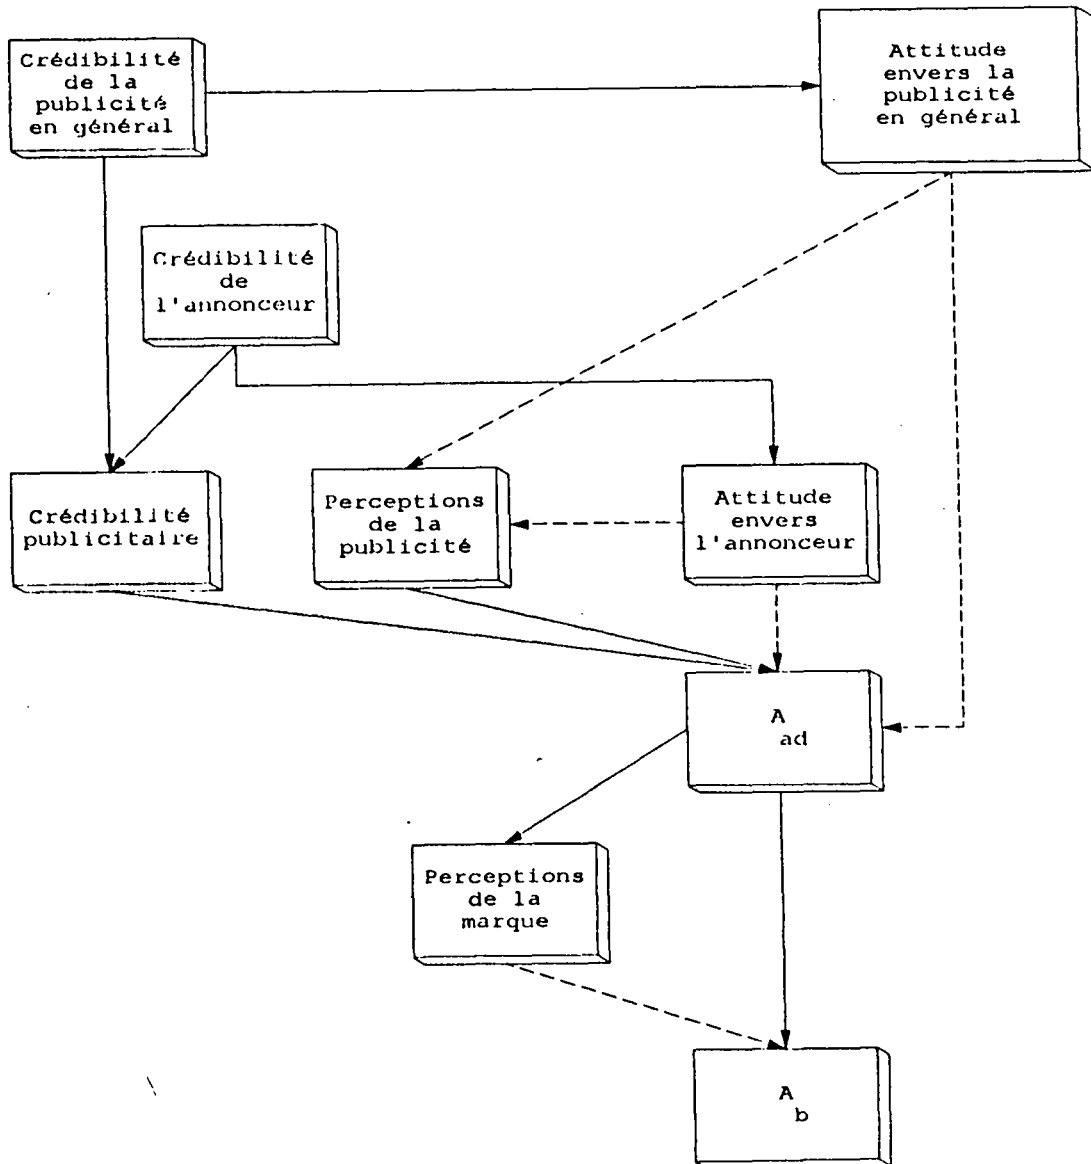 Crédibilité
de la
publicité
en général
Attitude
envers la
publicité
en général
Crédibilité
de
l'annonceur
Crédibilité
publicitaire
Perceptions
de la
publicité
Attitude
envers
l'annonceur
A
ad
Perceptions
de la
marque
A
b